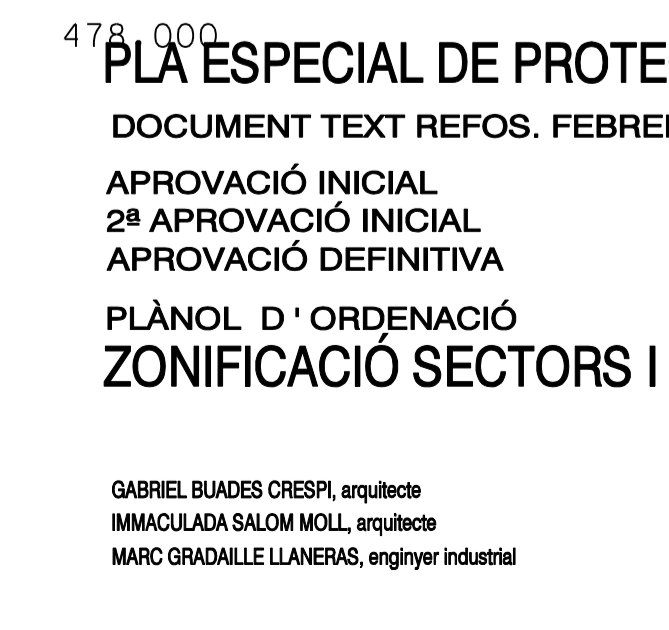 478.000
PLA ESPECIAL DE PROTE
DOCUMENT TEXT REFOS. FEBRE
APROVACIÓ INICIAL
2ª APROVACIÓ INICIAL
APROVACIÓ DEFINITIVA
PLÀNOL D'ORDENACIÓ
ZONIFICACIÓ SECTORS I
GABRIEL BUADES CRESPI, arquitecte
IMMACULADA SALOM MOLL, arquitecte
MARC GRADAILLE LLANERAS, enginyer industrial